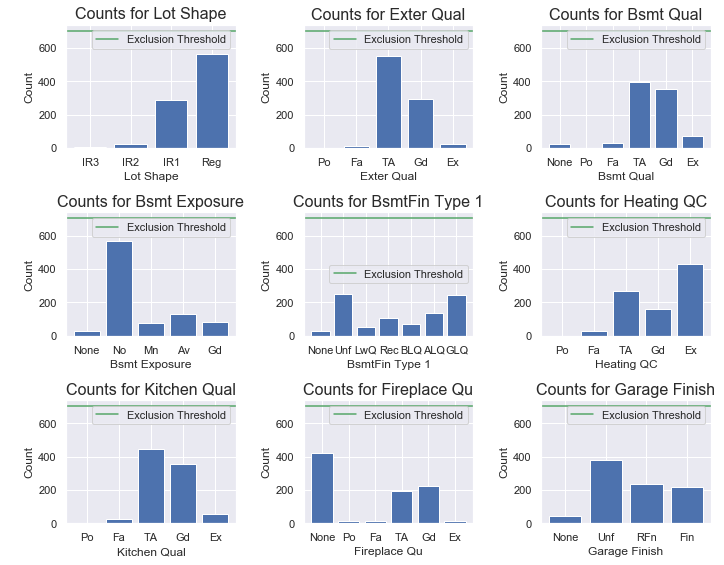 Counts for Lot Shape
Exclusion Threshold
600
400
200
0
Count
IR3 IR2 IR1 Reg
Lot Shape
Counts for Exter Qual
Exclusion Threshold
600
400
200
0
Count
Po Fa TA Gd Ex
Exter Qual
Counts for Bsmt Qual
Exclusion Threshold
600
400
200
0
Count
None Po Fa TA Gd Ex
Bsmt Qual
Counts for Bsmt Exposure
Exclusion Threshold
600
400
200
0
Count
None No Mn Av Gd
Bsmt Exposure
Counts for BsmtFin Type 1
Exclusion Threshold
600
400
200
0
Count
None Unf LwQ Rec BLQ ALQ GLQ
BsmtFin Type 1
Counts for Heating QC
Exclusion Threshold
600
400
200
0
Count
Po Fa TA Gd Ex
Heating QC
Counts for Kitchen Qual
Exclusion Threshold
600
400
200
0
Count
Po Fa TA Gd Ex
Kitchen Qual
Counts for Fireplace Qu
Exclusion Threshold
600
400
200
0
Count
None Po Fa TA Gd Ex
Fireplace Qu
Counts for Garage Finish
Exclusion Threshold
600
400
200
0
Count
None Unf RFn Fin
Garage Finish